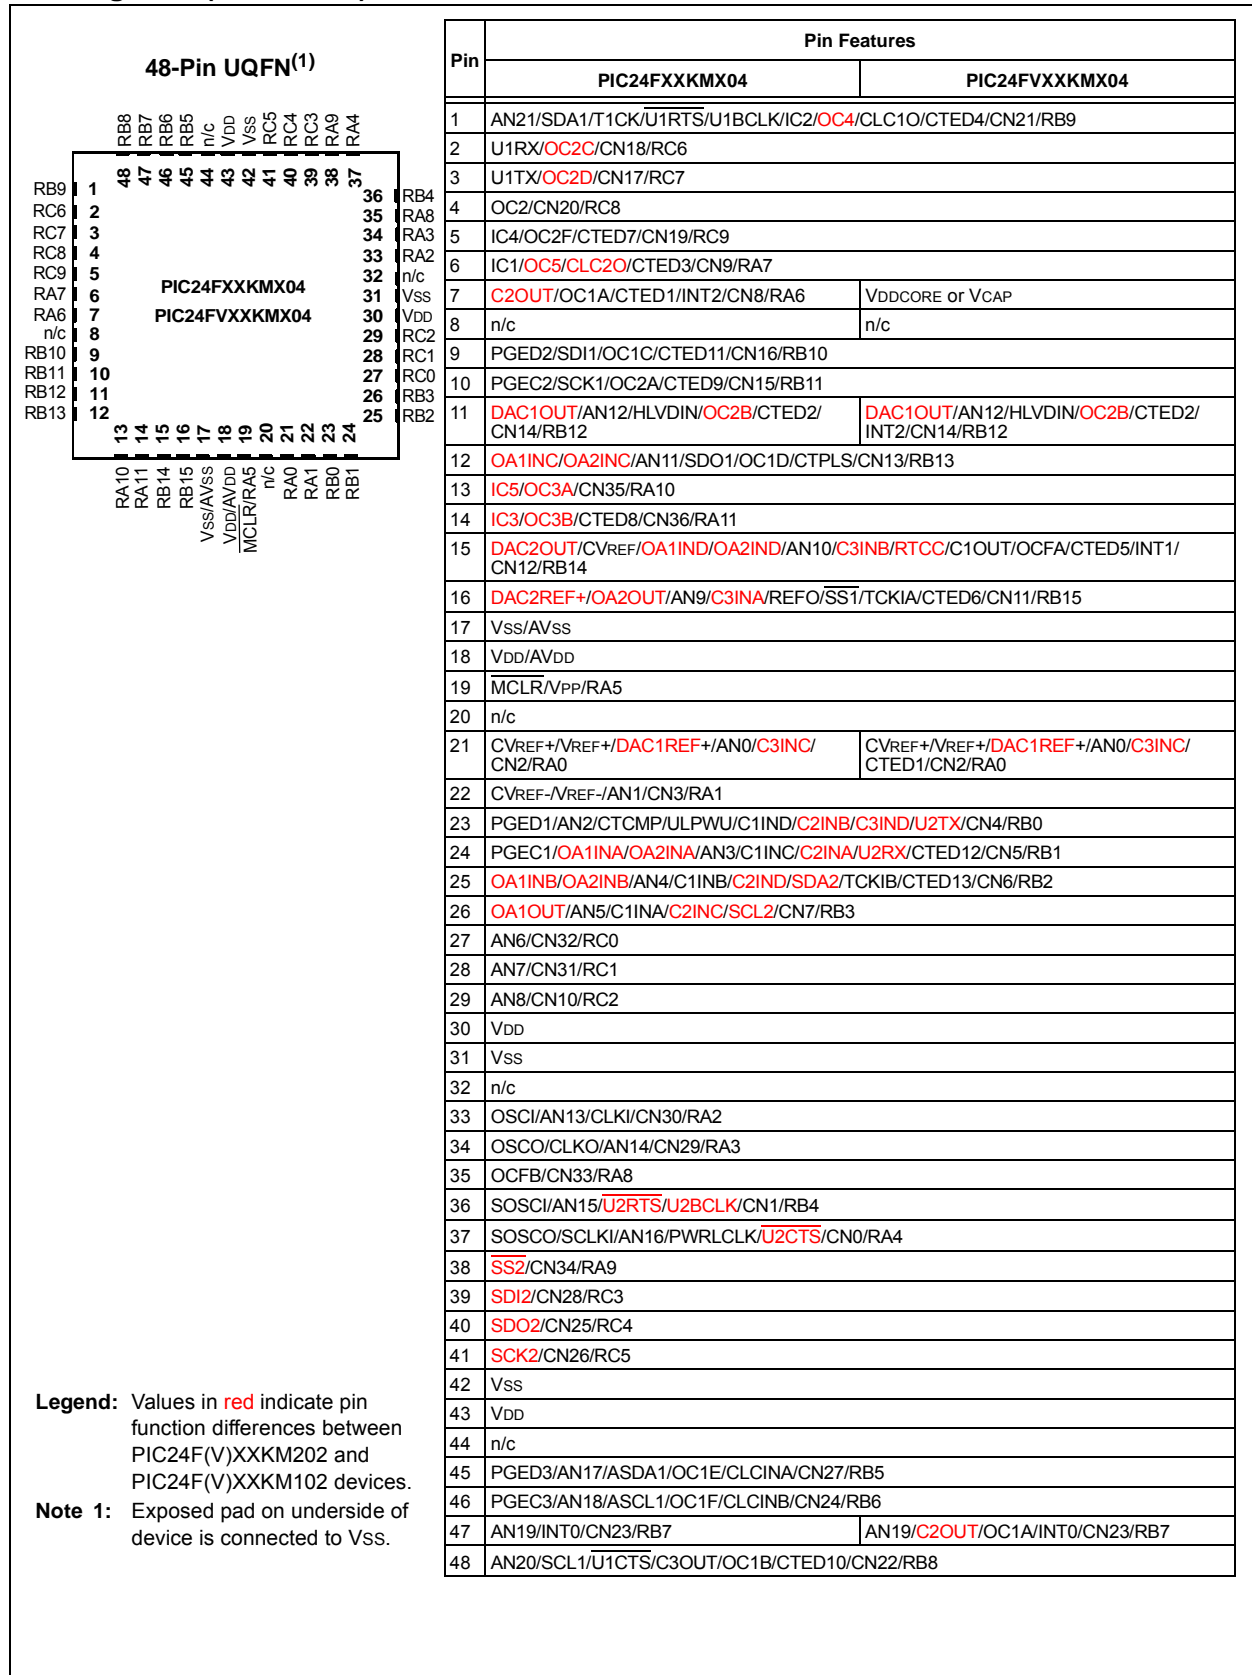 48-Pin UQFN(1)
RB8
RB7
RB6
RB5
n/c
VDD
VSS
RC5
RC4
RC3
RA9
RA4
48
47
46
45
44
43
42
41
40
39
38
37
RB9 1
RC6 2
RC7 3
RC8 4
RC9 5
RA7 6
RA6 7
n/c 8
RB10 9
RB11 10
RB12 11
RB13 12
PIC24FXXKMX04
PIC24FVXXKMX04
36 RB4
35 RA8
34 RA3
33 RA2
32 n/c
31 VSS
30 VDD
29 RC2
28 RC1
27 RC0
26 RB3
25 RB2
13
14
15
16
17
18
19
20
21
22
23
24
RA10
RA11
RB14
RB15
VSS/AVSS
VDD/AVDD
MCLR/RA5
n/c
RA0
RA1
RB0
RB1
Pin
Pin Features
PIC24FXXKMX04 PIC24FVXXKMX04
1 AN21/SDA1/T1CK/U1RTS/U1BCLK/IC2/OC4/CLC1O/CTED4/CN21/RB9
2 U1RX/OC2C/CN18/RC6
3 U1TX/OC2D/CN17/RC7
4 OC2/CN20/RC8
5 IC4/OC2F/CTED7/CN19/RC9
6 IC1/OC5/CLC2O/CTED3/CN9/RA7
7 C2OUT/OC1A/CTED1/INT2/CN8/RA6 VDDCORE or VCAP
8 n/c n/c
9 PGED2/SDI1/OC1C/CTED11/CN16/RB10
10 PGEC2/SCK1/OC2A/CTED9/CN15/RB11
11 DAC1OUT/AN12/HLVDIN/OC2B/CTED2/ DAC1OUT/AN12/HLVDIN/OC2B/CTED2/
CN14/RB12 INT2/CN14/RB12
12 OA1INC/OA2INC/AN11/SDO1/OC1D/CTPLS/CN13/RB13
13 IC5/OC3A/CN35/RA10
14 IC3/OC3B/CTED8/CN36/RA11
15 DAC2OUT/CVREF/OA1IND/OA2IND/AN10/C3INB/RTCC/C1OUT/OCFA/CTED5/INT1/
CN12/RB14
16 DAC2REF+/OA2OUT/AN9/C3INA/REFO/SS1/TCKIA/CTED6/CN11/RB15
17 VSS/AVSS
18 VDD/AVDD
19 MCLR/VPP/RA5
20 n/c
21 CVREF+/VREF+/DAC1REF+/AN0/C3INC/ CVREF+/VREF+/DAC1REF+/AN0/C3INC/
CN2/RA0 CTED1/CN2/RA0
22 CVREF-/VREF-/AN1/CN3/RA1
23 PGED1/AN2/CTCMP/ULPWU/C1IND/C2INB/C3IND/U2TX/CN4/RB0
24 PGEC1/OA1INA/OA2INA/AN3/C1INC/C2INA/U2RX/CTED12/CN5/RB1
25 OA1INB/OA2INB/AN4/C1INB/C2IND/SDA2/TCKIB/CTED13/CN6/RB2
26 OA1OUT/AN5/C1INA/C2INC/SCL2/CN7/RB3
27 AN6/CN32/RC0
28 AN7/CN31/RC1
29 AN8/CN10/RC2
30 VDD
31 VSS
32 n/c
33 OSCI/AN13/CLKI/CN30/RA2
34 OSCO/CLKO/AN14/CN29/RA3
35 OCFB/CN33/RA8
36 SOSCI/AN15/U2RTS/U2BCLK/CN1/RB4
37 SOSCO/SCLKI/AN16/PWRLCLK/U2CTS/CN0/RA4
38 SS2/CN34/RA9
39 SDI2/CN28/RC3
40 SDO2/CN25/RC4
41 SCK2/CN26/RC5
42 VSS
43 VDD
44 n/c
45 PGED3/AN17/ASDA1/OC1E/CLCINA/CN27/RB5
46 PGEC3/AN18/ASCL1/OC1F/CLCINB/CN24/RB6
47 AN19/INT0/CN23/RB7 AN19/C2OUT/OC1A/INT0/CN23/RB7
48 AN20/SCL1/U1CTS/C3OUT/OC1B/CTED10/CN22/RB8
Legend: Values in red indicate pin
function differences between
PIC24F(V)XXKM202 and
PIC24F(V)XXKM102 devices.
Note 1: Exposed pad on underside of
device is connected to VSS.